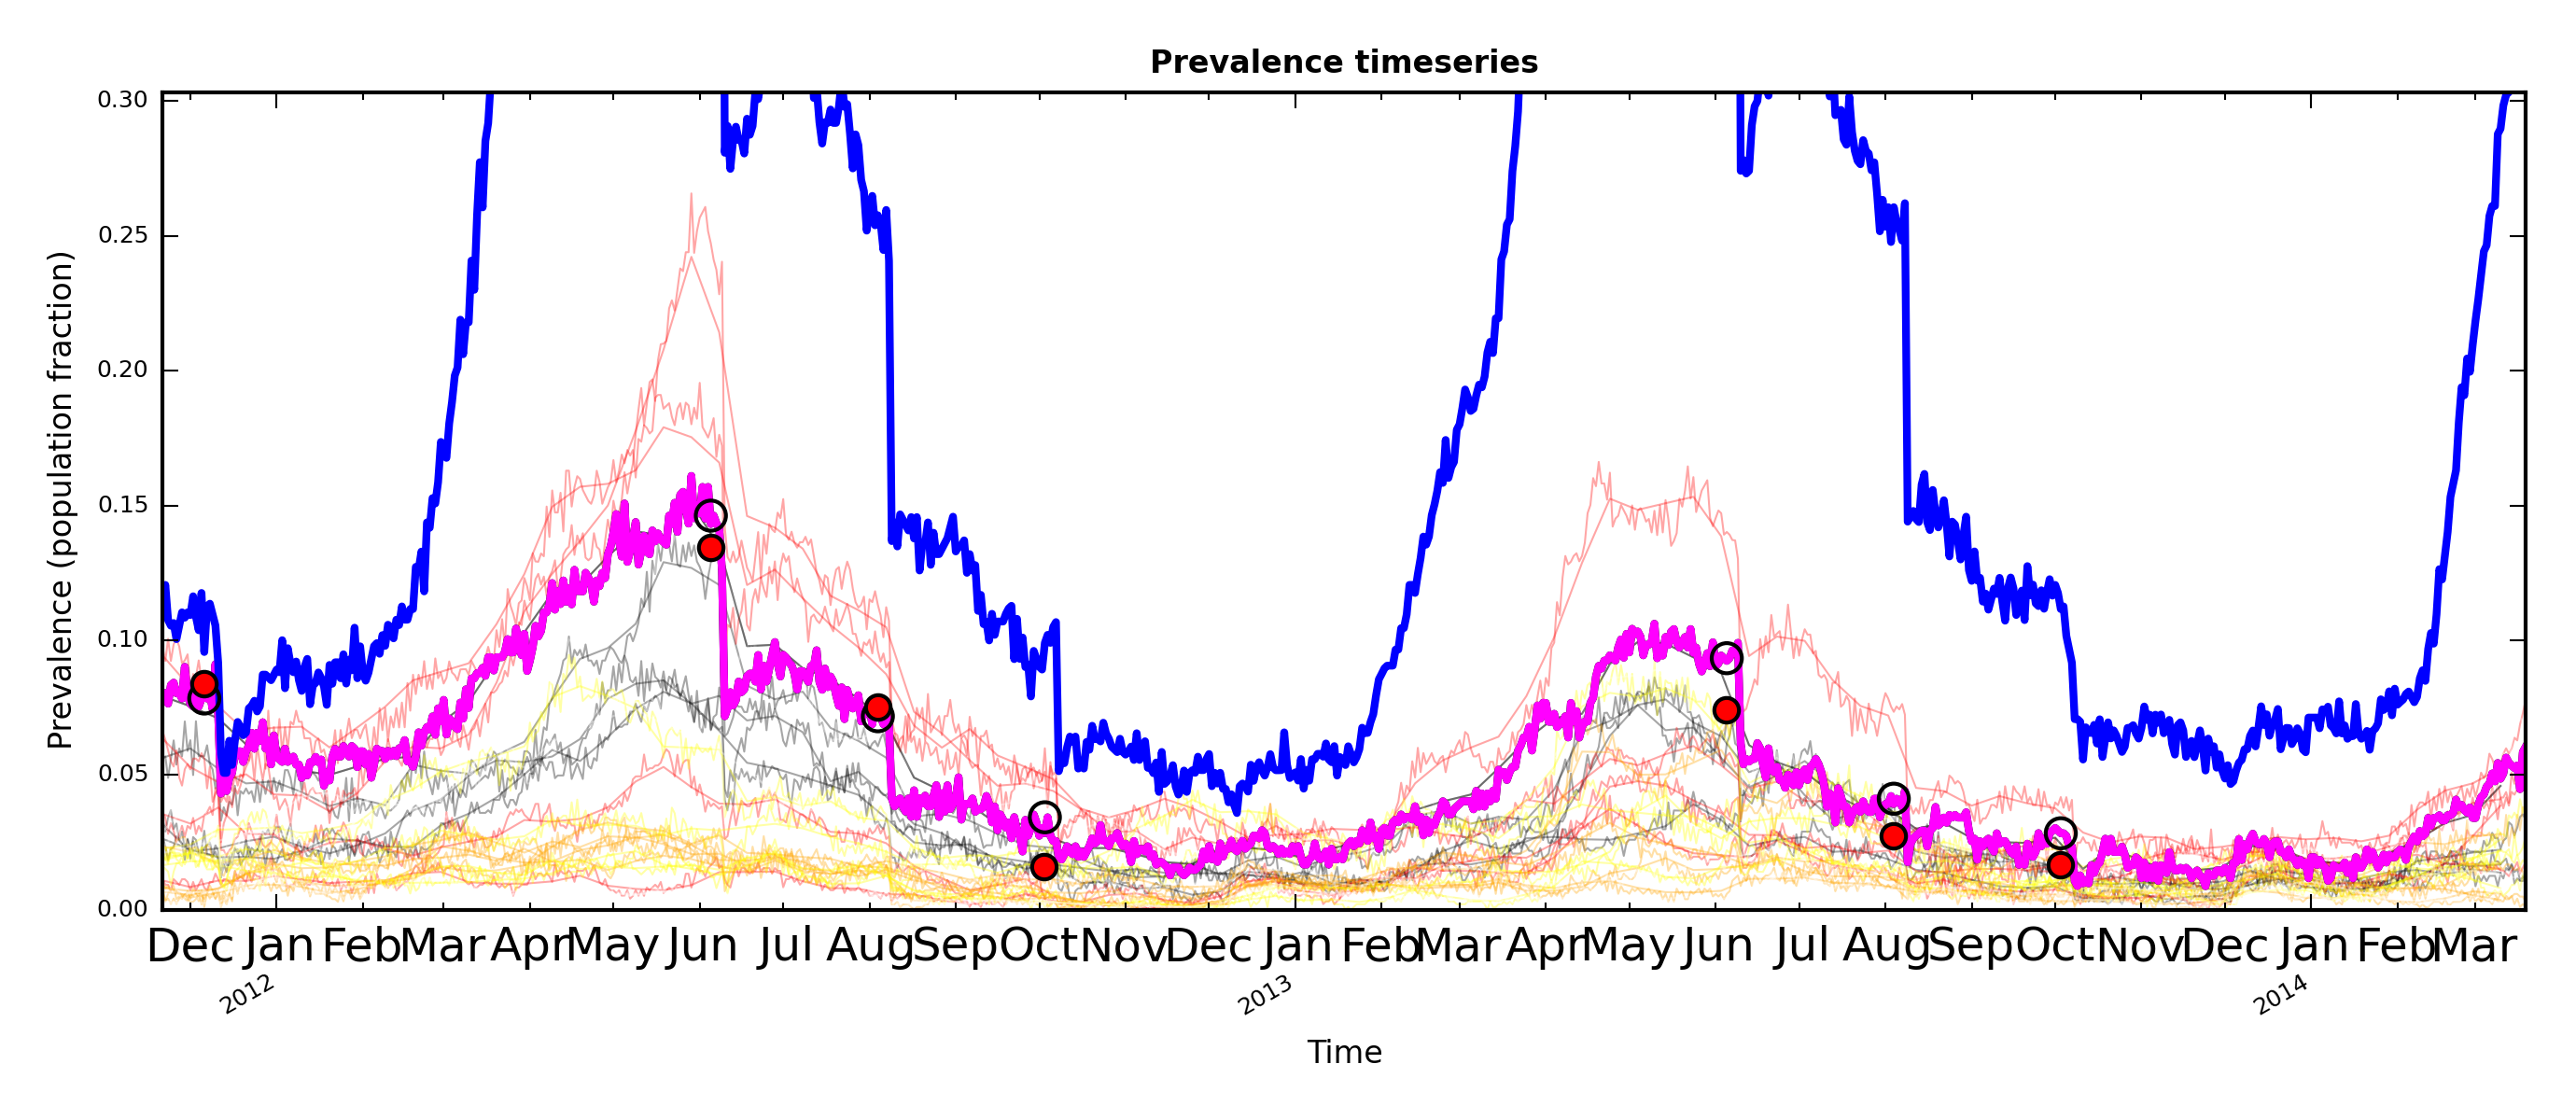 Prevalence timeseries
0.30
0.25
0.20
0.15
0.10
0.05
0.00
Prevalence (population fraction)
Dec Jan Feb Mar Apr May Jun Jul Aug Sep Oct Nov Dec Jan Feb Mar Apr May Jun Jul Aug Sep Oct Nov Dec Jan Feb Mar
2012 2013 2014
Time